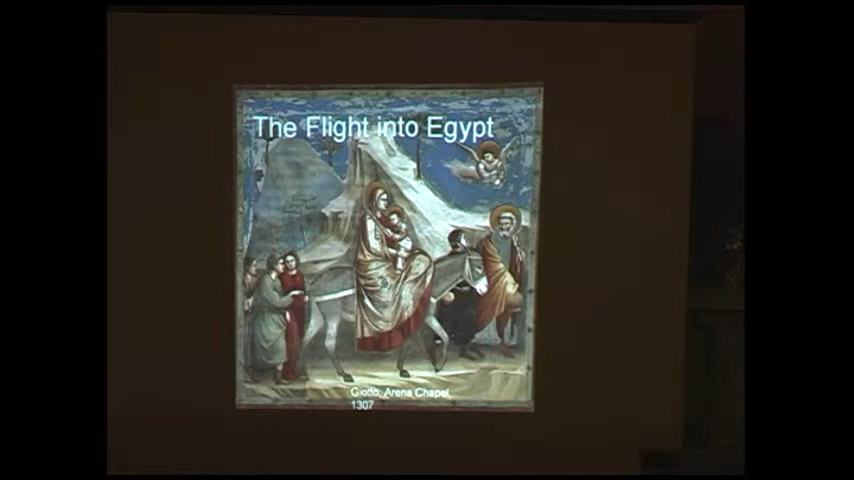 The Flight into Egypt
Giotto, Arena Chapel,
1307